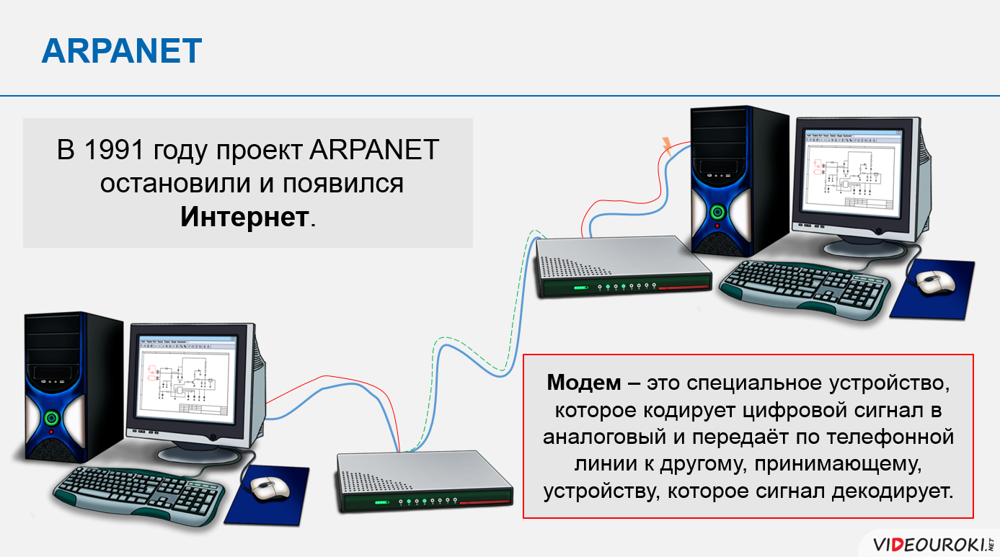 ARPANET
В 1991 году проект ARPANET
остановили и появился
Интернет.
Модем – это специальное устройство,
которое кодирует цифровой сигнал в
аналоговый и передаёт по телефонной
линии к другому, принимающему,
устройству, которое сигнал декодирует.
VIDEOUROKI.NET